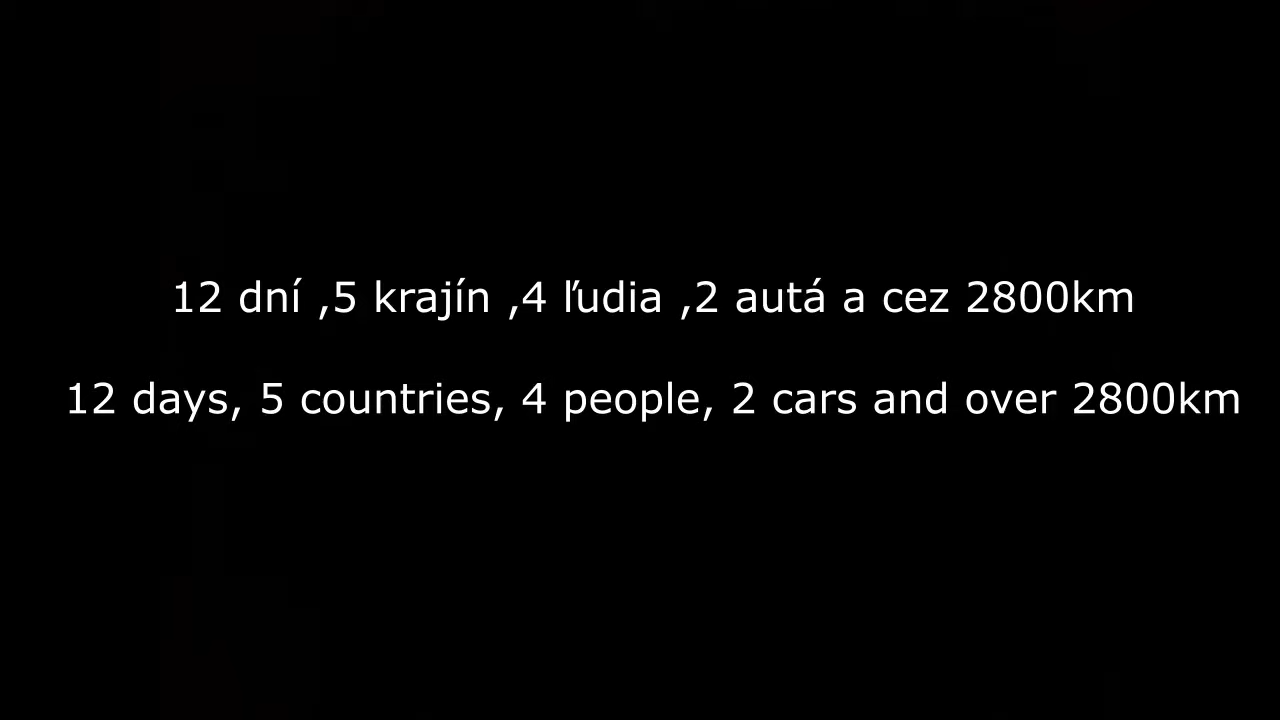 12 dní ,5 krajín ,4 ľudia ,2 autá a cez 2800km
12 days, 5 countries, 4 people, 2 cars and over 2800km